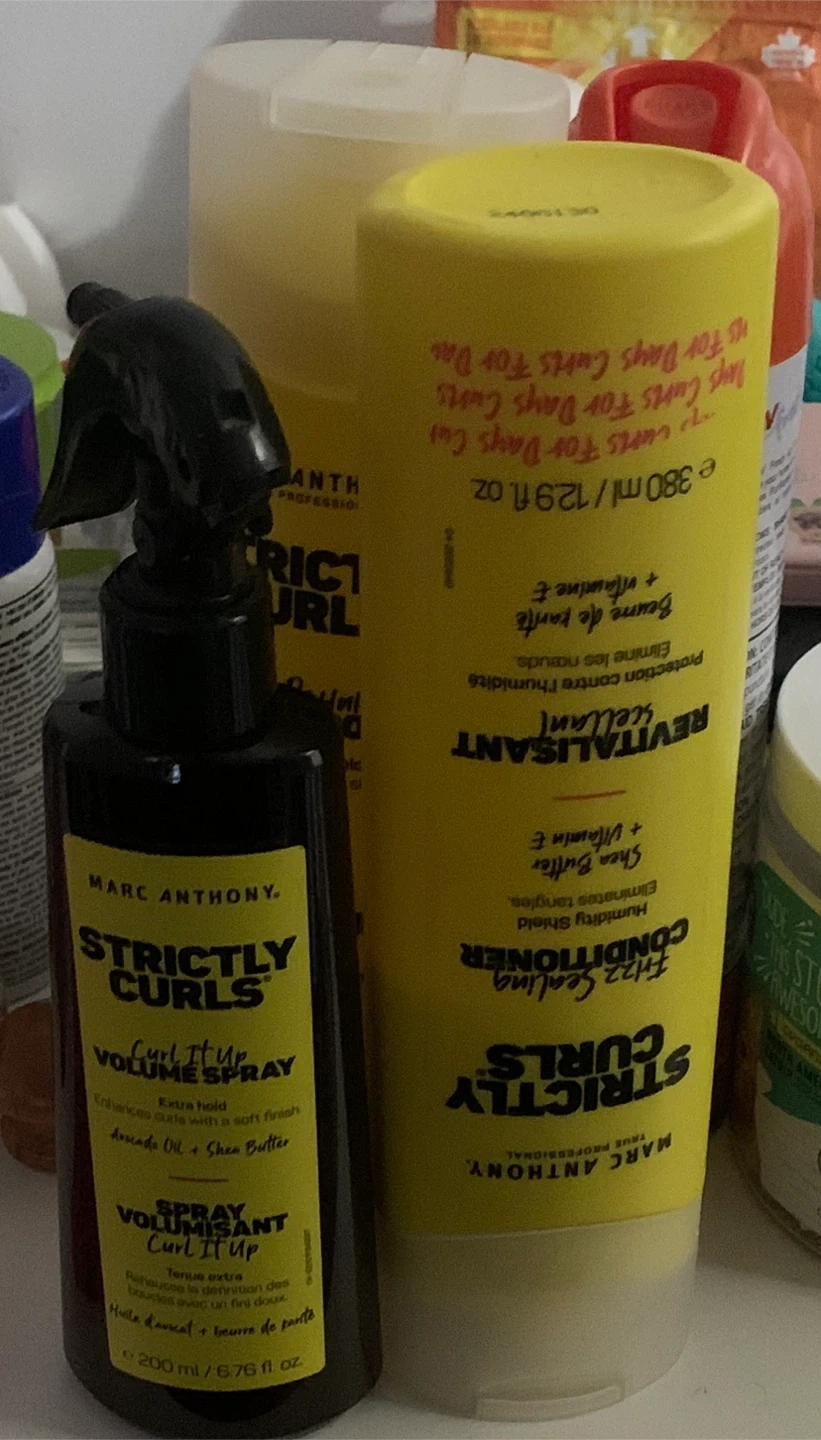 MARC ANTHONY®
STRICTLY
CURLS®
Curl It Up
VOLUME SPRAY
Extra hold
Enhances curls with a soft finish
Avocado Oil + Shea Butter
SPRAY
VOLUMISANT
Curl It Up
Tenue extra
Rehausse la définition des
boucles avec un fini doux.
Huile d'avocat + beurre de karité
e 200 ml / 6.76 fl. oz.
MARC ANTHONY®
TRUE PROFESSIONAL
STRICTLY
CURLS®
Frizz Sealing
CONDITIONER
Humidity Shield
Eliminates tangles.
Shea Butter
+ Vitamin E
REVITALISANT
scellant
Protection contre l'humidité
Élimine les nœuds.
Beurre de karité
+ vitamine E
e 380 ml / 12.9 fl. oz
Curls For Days
Days Curls For Days Curls
For Days Curls For Days
ANTH
PROFESSIO
RICT
URL